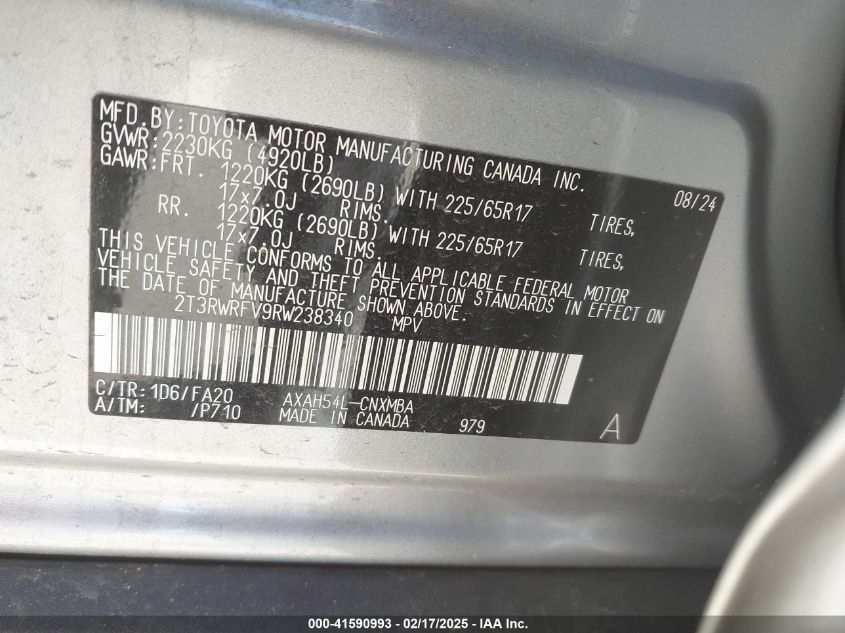 MFD.BY:TOYOTA MOTOR MANUFACTURING CANADA INC. 08/24
GVWR:2230KG (4920LB)
GAWR:FRT. 1220KG (2690LB) WITH 225/65R17 TIRES,
17x7.0J RIMS.
RR. 1220KG (2690LB) WITH 225/65R17 TIRES,
17x7.0J RIMS.
THIS VEHICLE CONFORMS TO ALL APPLICABLE FEDERAL MOTOR
VEHICLE SAFETY AND THEFT PREVENTION STANDARDS IN EFFECT ON
THE DATE OF MANUFACTURE SHOWN ABOVE.
2T3RWRFV9RW238340 MPV
C/TR:1D6/FA20 AXAH54L-CNXMBA
A/TM: /P710 MADE IN CANADA 979 A
000-41590993 | 02/17/2025 - IAA Inc.